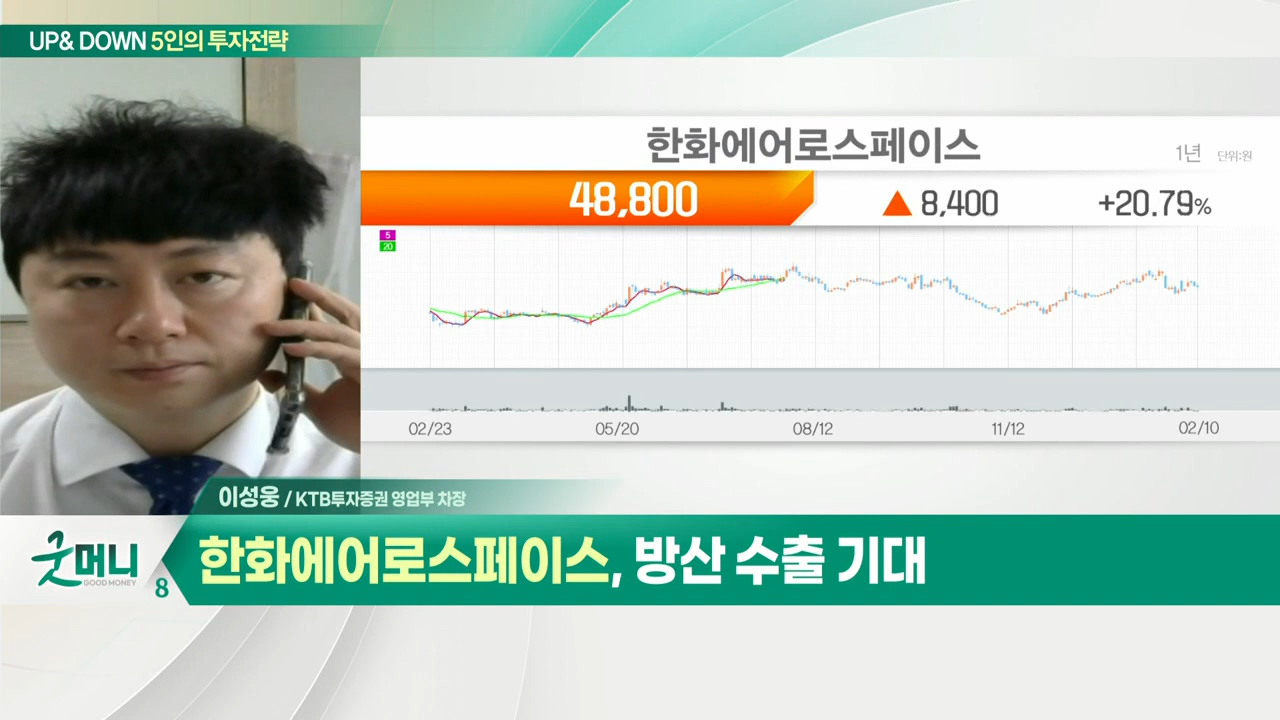 UP& DOWN 5인의 투자전략
한화에어로스페이스
1년 단위:원
48,800 ▲ 8,400 +20.79%
5
20
02/23 05/20 08/12 11/12 02/10
이성웅 / KTB투자증권 영업부 차장
굿머니
GOOD MONEY
8
한화에어로스페이스, 방산 수출 기대